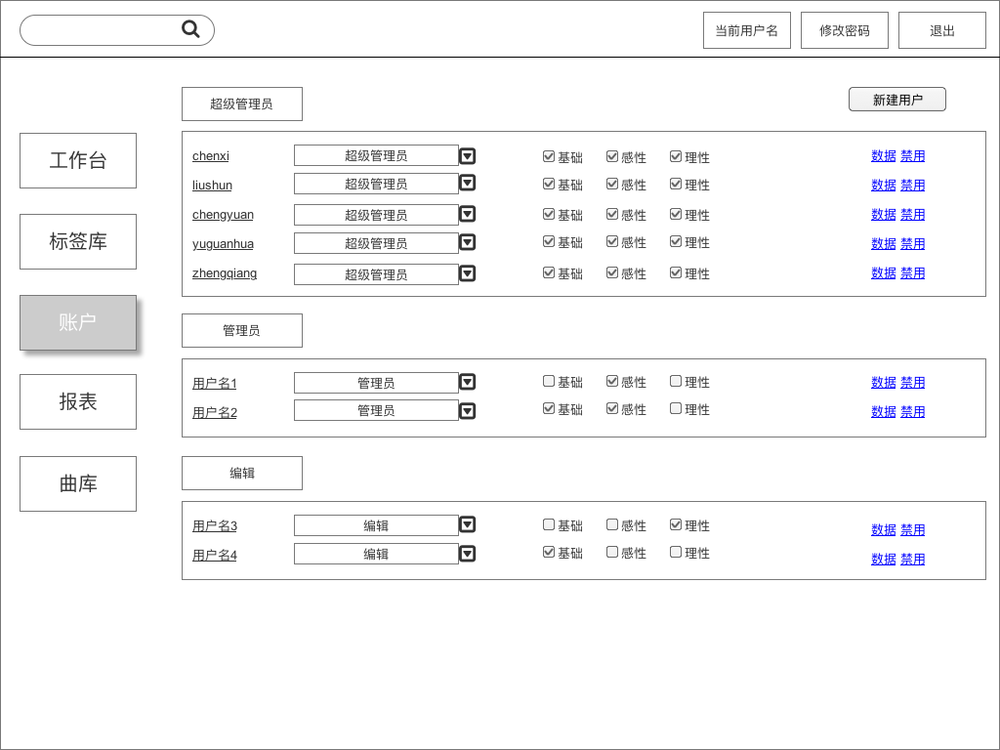 当前用户名 修改密码 退出
超级管理员 新建用户
工作台
标签库
账户
报表
曲库
chenxi 超级管理员 基础 感性 理性 数据 禁用
liushun 超级管理员 基础 感性 理性 数据 禁用
chengyuan 超级管理员 基础 感性 理性 数据 禁用
yuguanhua 超级管理员 基础 感性 理性 数据 禁用
zhengqiang 超级管理员 基础 感性 理性 数据 禁用
管理员
用户名1 管理员 基础 感性 理性 数据 禁用
用户名2 管理员 基础 感性 理性 数据 禁用
编辑
用户名3 编辑 基础 感性 理性 数据 禁用
用户名4 编辑 基础 感性 理性 数据 禁用